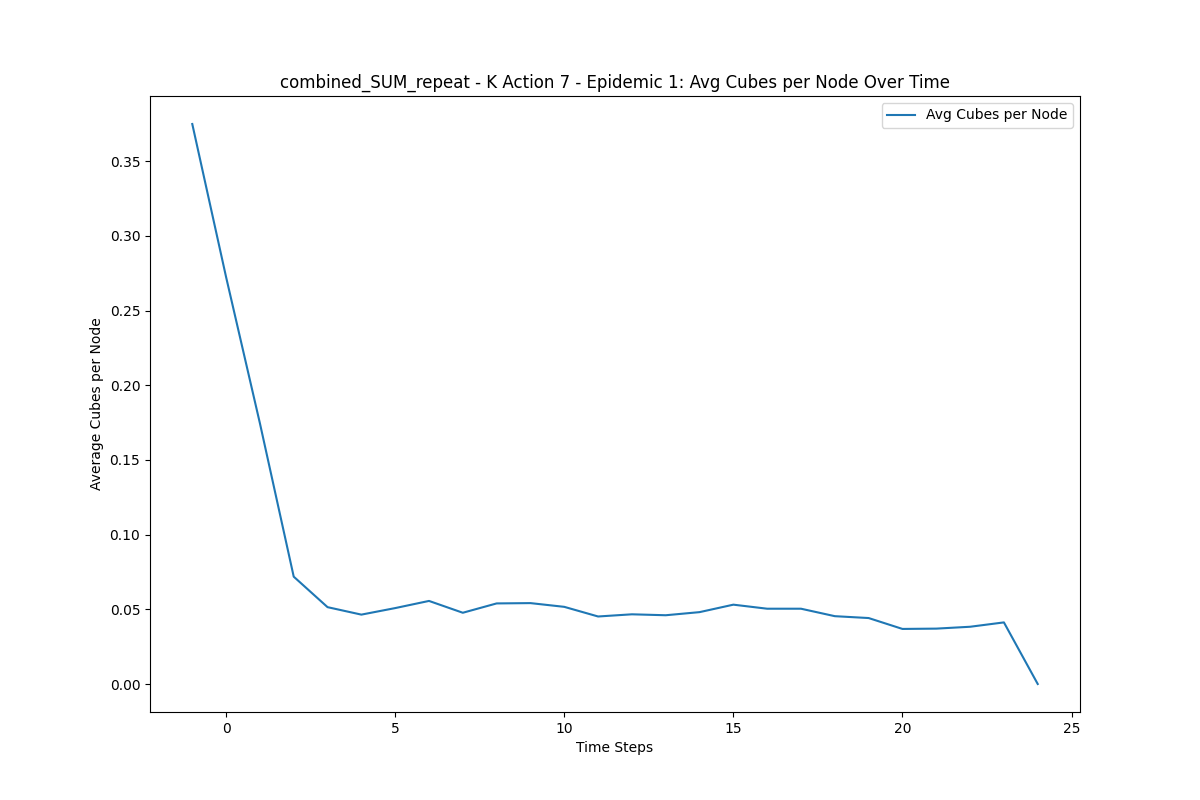 combined_SUM_repeat - K Action 7 - Epidemic 1: Avg Cubes per Node Over Time
Avg Cubes per Node
Average Cubes per Node
0.35
0.30
0.25
0.20
0.15
0.10
0.05
0.00
0 5 10 15 20 25
Time Steps